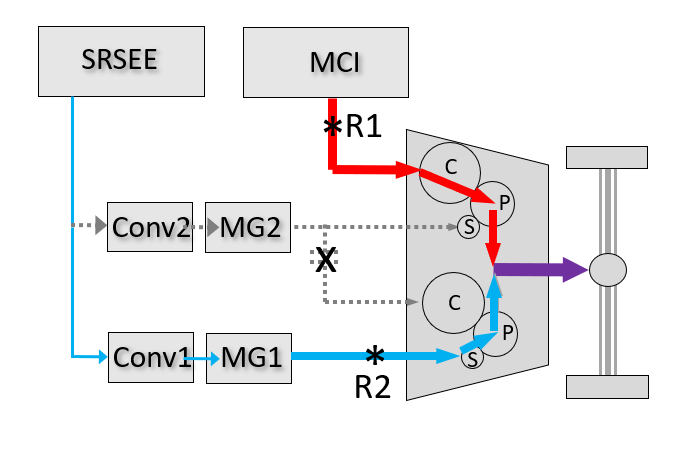 SRSEE
MCI
*R1
C
P
Conv2
MG2
S
X
C
P
Conv1
MG1
S
*
R2